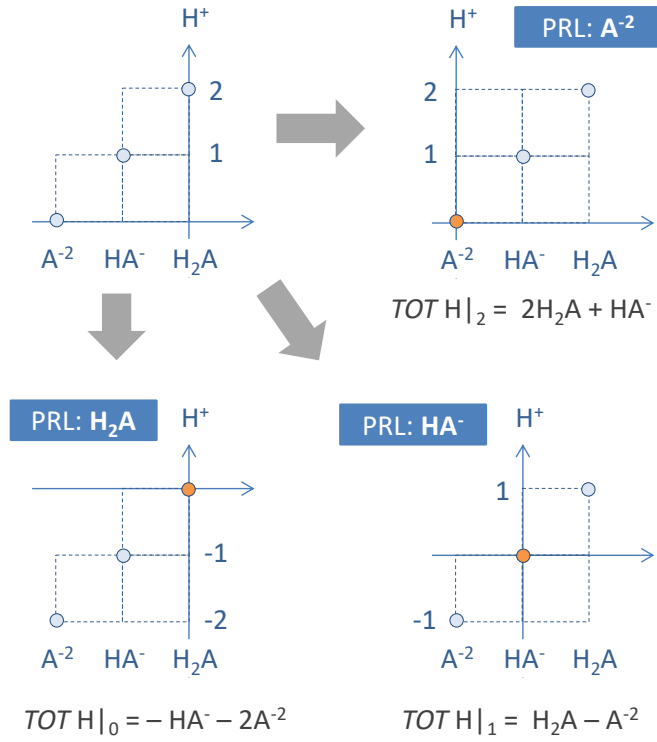 H⁺
2
1
A⁻² HA⁻ H₂A
PRL: A⁻²
H⁺
2
1
A⁻² HA⁻ H₂A
TOT H|₂ = 2H₂A + HA⁻
PRL: H₂A
H⁺
-1
-2
A⁻² HA⁻ H₂A
TOT H|₀ = – HA⁻ – 2A⁻²
PRL: HA⁻
H⁺
1
-1
A⁻² HA⁻ H₂A
TOT H|₁ = H₂A – A⁻²